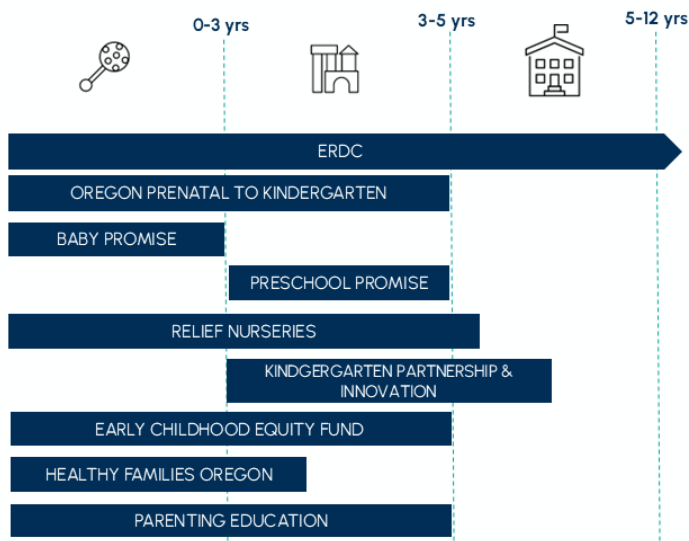 0-3 yrs
3-5 yrs
5-12 yrs
ERDC
OREGON PRENATAL TO KINDERGARTEN
BABY PROMISE
PRESCHOOL PROMISE
RELIEF NURSERIES
KINDGERGARTEN PARTNERSHIP &
INNOVATION
EARLY CHILDHOOD EQUITY FUND
HEALTHY FAMILIES OREGON
PARENTING EDUCATION